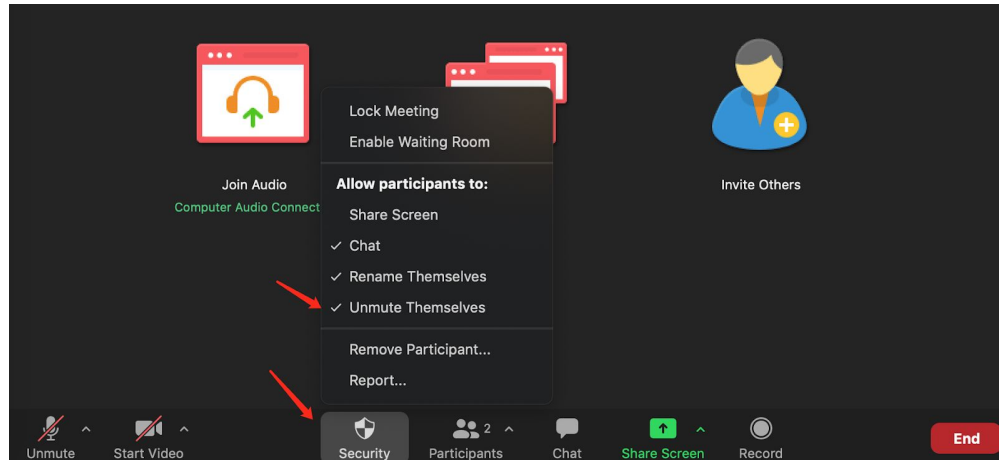 Lock Meeting
Enable Waiting Room
Allow participants to:
Share Screen
Chat
Rename Themselves
Unmute Themselves
Remove Participant...
Report...
Join Audio
Computer Audio Connect
Invite Others
Unmute
Start Video
Security
2
Participants
Chat
Share Screen
Record
End